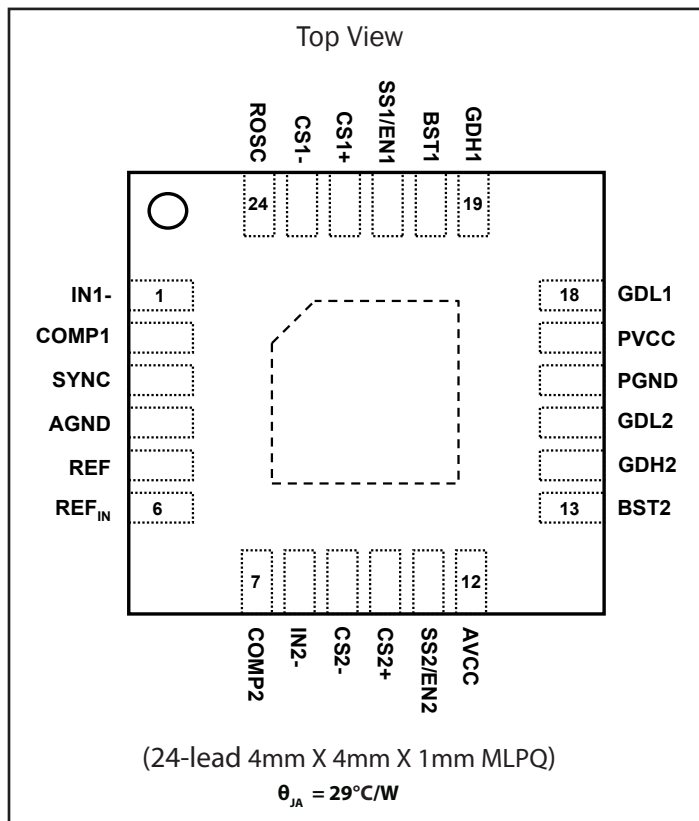 Top View
ROSC
CS1-
CS1+
SS1/EN1
BST1
GDH1
24
19
IN1-
1
18
GDL1
COMP1
PVCC
SYNC
PGND
AGND
GDL2
REF
GDH2
REFIN
6
13
BST2
7
12
COMP2
IN2-
CS2-
CS2+
SS2/EN2
AVCC
(24-lead 4mm X 4mm X 1mm MLPQ)
θJA = 29°C/W